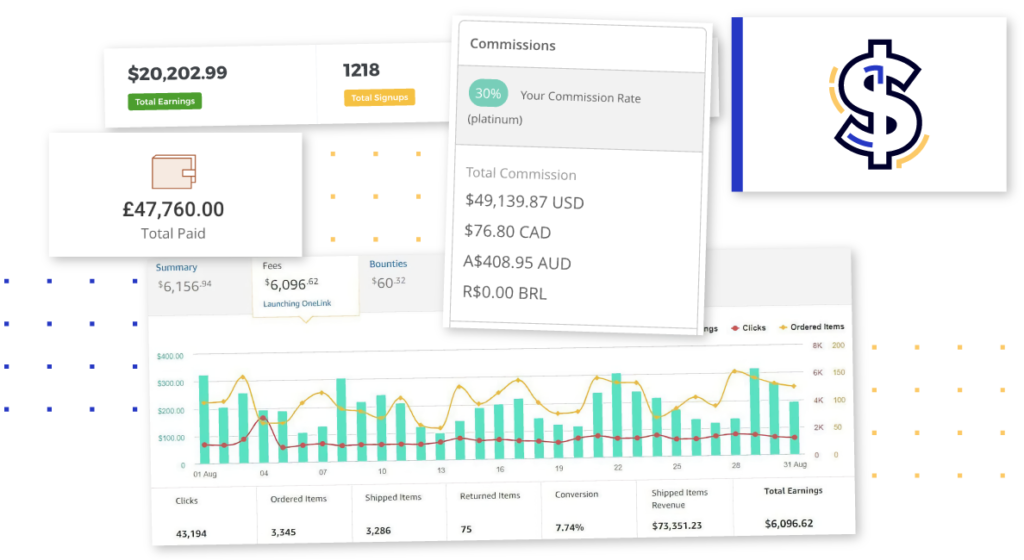 $20,202.99
Total Earnings
1218
Total Signups
£47,760.00
Total Paid
Commissions
30% Your Commission Rate
(platinum)
Total Commission
$49,139.87 USD
$76.80 CAD
A$408.95 AUD
R$0.00 BRL
$
Summary
$6,156.94
Fees
$6,096.62
Launching OneLink
Bounties
$60.32
ngs Clicks Ordered Items
$400.00
$300.00
$200.00
$100.00
0
8K 200
6K 150
4K 100
2K 50
0 0
01 Aug 04 07 10 13 16 19 22 25 28 31 Aug
Clicks
43,194
Ordered Items
3,345
Shipped Items
3,286
Returned Items
75
Conversion
7.74%
Shipped Items
Revenue
$73,351.23
Total Earnings
$6,096.62